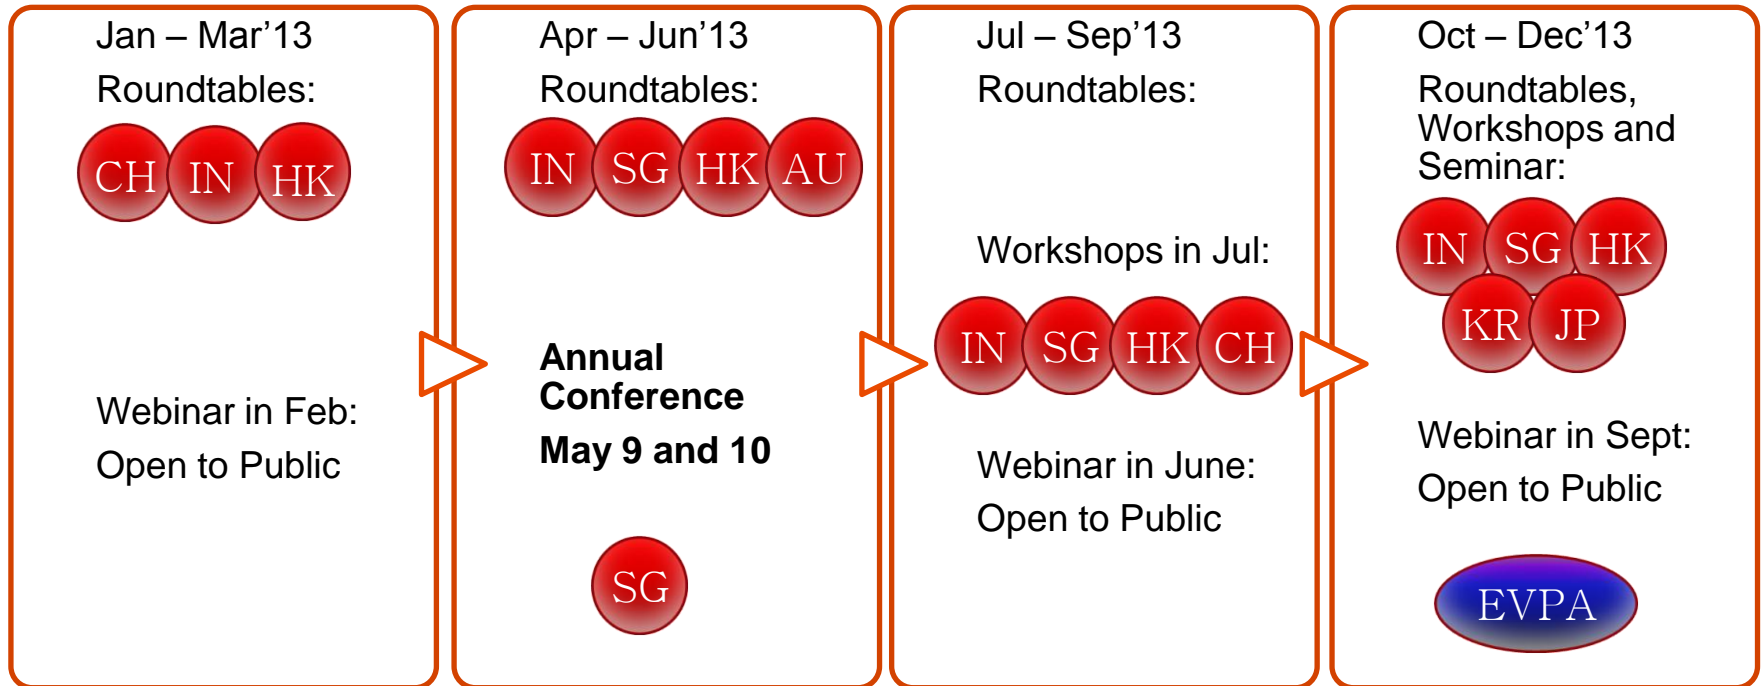 Jan – Mar’13
Roundtables:
CH IN HK
Webinar in Feb:
Open to Public
Apr – Jun’13
Roundtables:
IN SG HK AU
Annual
Conference
May 9 and 10
SG
Jul – Sep’13
Roundtables:
Workshops in Jul:
IN SG HK CH
Webinar in June:
Open to Public
Oct – Dec’13
Roundtables,
Workshops and
Seminar:
IN SG HK
KR JP
Webinar in Sept:
Open to Public
EVPA